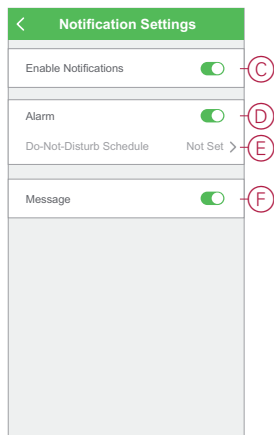 Notification Settings
Enable Notifications C
Alarm D
Do-Not-Disturb Schedule Not Set E
Message F